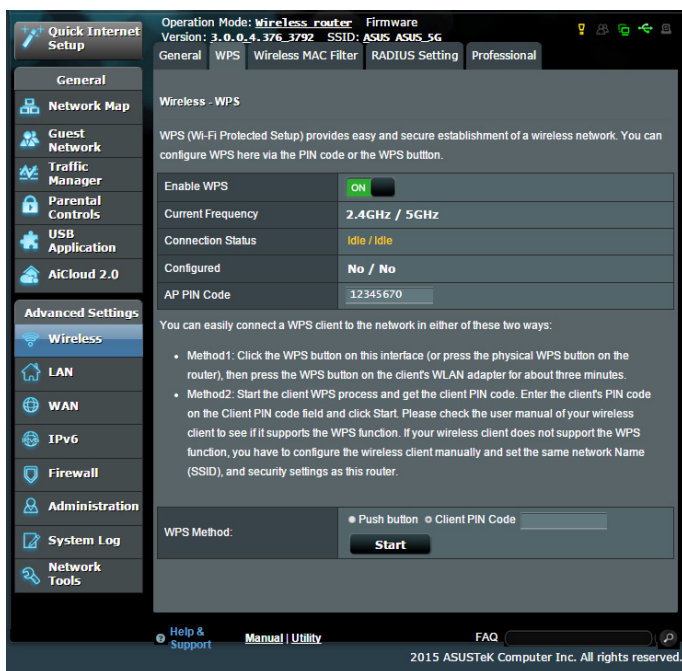 Quick Internet
Setup
Operation Mode: Wireless router Firmware
Version: 3.0.0.4.376_3792 SSID: ASUS ASUS_5G
General WPS Wireless MAC Filter RADIUS Setting Professional
General
Network Map
Guest
Network
Traffic
Manager
Parental
Controls
USB
Application
AiCloud 2.0
Advanced Settings
Wireless
LAN
WAN
IPv6
Firewall
Administration
System Log
Network
Tools
Wireless - WPS
WPS (Wi-Fi Protected Setup) provides easy and secure establishment of a wireless network. You can
configure WPS here via the PIN code or the WPS buttton.
Enable WPS ON
Current Frequency 2.4GHz / 5GHz
Connection Status Idle / Idle
Configured No / No
AP PIN Code 12345670
You can easily connect a WPS client to the network in either of these two ways:
• Method1: Click the WPS button on this interface (or press the physical WPS button on the
router), then press the WPS button on the client's WLAN adapter for about three minutes.
• Method2: Start the client WPS process and get the client PIN code. Enter the client's PIN code
on the Client PIN code field and click Start. Please check the user manual of your wireless
client to see if it supports the WPS function. If your wireless client does not support the WPS
function, you have to configure the wireless client manually and set the same network Name
(SSID), and security settings as this router.
WPS Method: Push button Client PIN Code
Start
Help &
Support
Manual | Utility
FAQ
2015 ASUSTeK Computer Inc. All rights reserved.